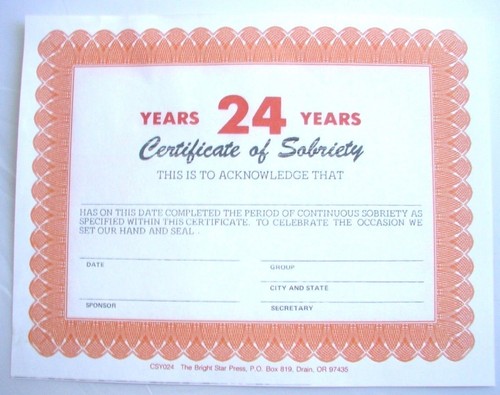 YEARS 24 YEARS
Certificate of Sobriety
THIS IS TO ACKNOWLEDGE THAT
HAS ON THIS DATE COMPLETED THE PERIOD OF CONTINUOUS SOBRIETY AS
SPECIFIED WITHIN THIS CERTIFICATE. TO CELEBRATE THE OCCASION WE
SET OUR HAND AND SEAL.
DATE
GROUP
CITY AND STATE
SPONSOR
SECRETARY
CSY024 The Bright Star Press, P.O. Box 819, Drain, OR 97435